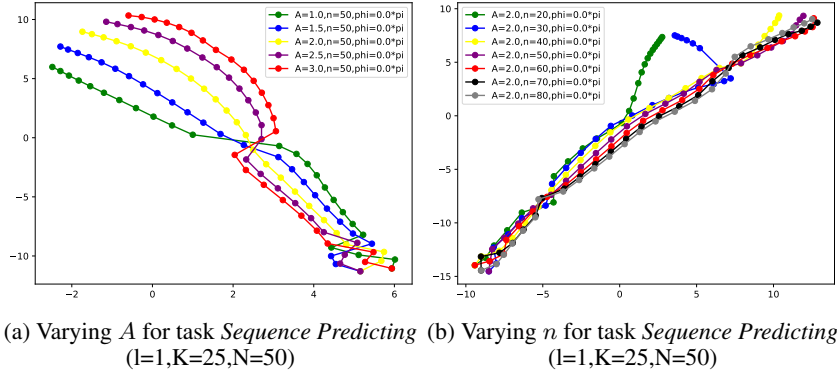 A=1.0,n=50,phi=0.0*pi
A=1.5,n=50,phi=0.0*pi
A=2.0,n=50,phi=0.0*pi
A=2.5,n=50,phi=0.0*pi
A=3.0,n=50,phi=0.0*pi
10
5
0
−5
−10
−2
0
2
4
6
A=2.0,n=20,phi=0.0*pi
A=2.0,n=30,phi=0.0*pi
A=2.0,n=40,phi=0.0*pi
A=2.0,n=50,phi=0.0*pi
A=2.0,n=60,phi=0.0*pi
A=2.0,n=70,phi=0.0*pi
A=2.0,n=80,phi=0.0*pi
10
5
0
−5
−10
−15
−10
−5
0
5
10
(a) Varying A for task Sequence Predicting
(l=1,K=25,N=50)
(b) Varying n for task Sequence Predicting
(l=1,K=25,N=50)